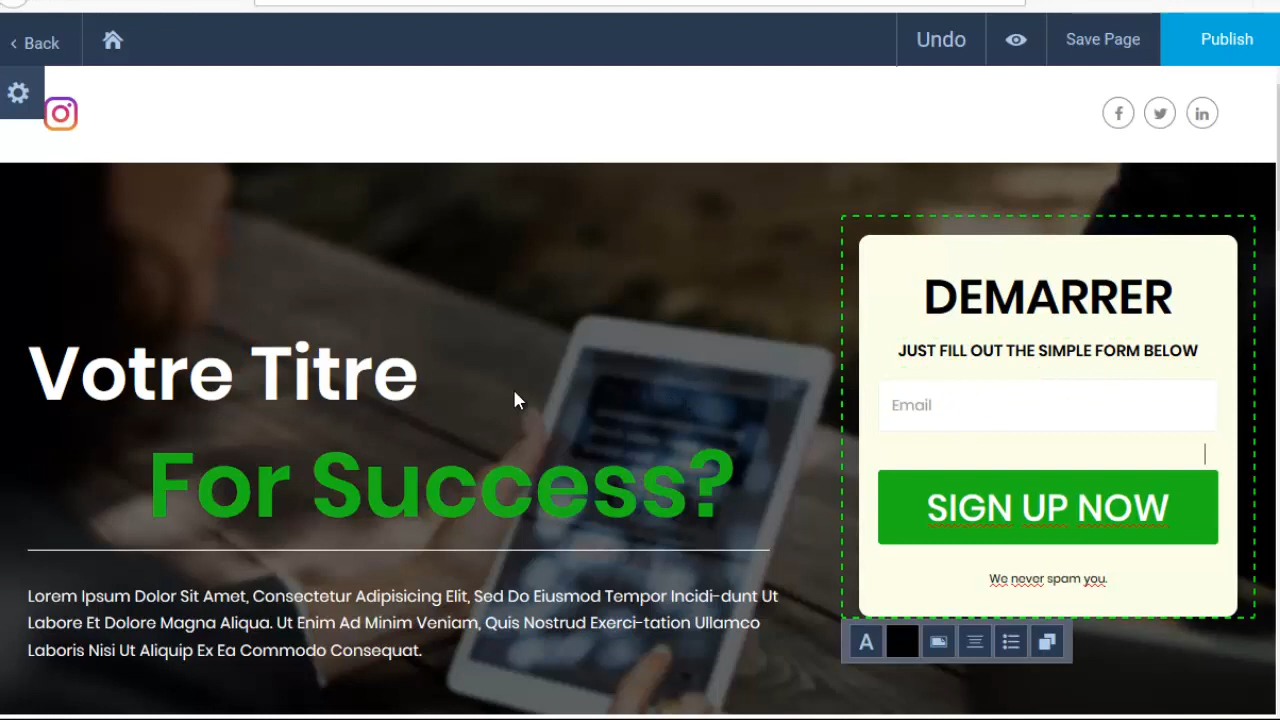 Back
Undo
Save Page
Publish
Votre Titre
For Success?
Lorem Ipsum Dolor Sit Amet, Consectetur Adipisicing Elit, Sed Do Eiusmod Tempor Incidi-dunt Ut
Labore Et Dolore Magna Aliqua. Ut Enim Ad Minim Veniam, Quis Nostrud Exerci-tation Ullamco
Laboris Nisi Ut Aliquip Ex Ea Commodo Consequat.
DEMARRER
JUST FILL OUT THE SIMPLE FORM BELOW
Email
SIGN UP NOW
We never spam you.
A